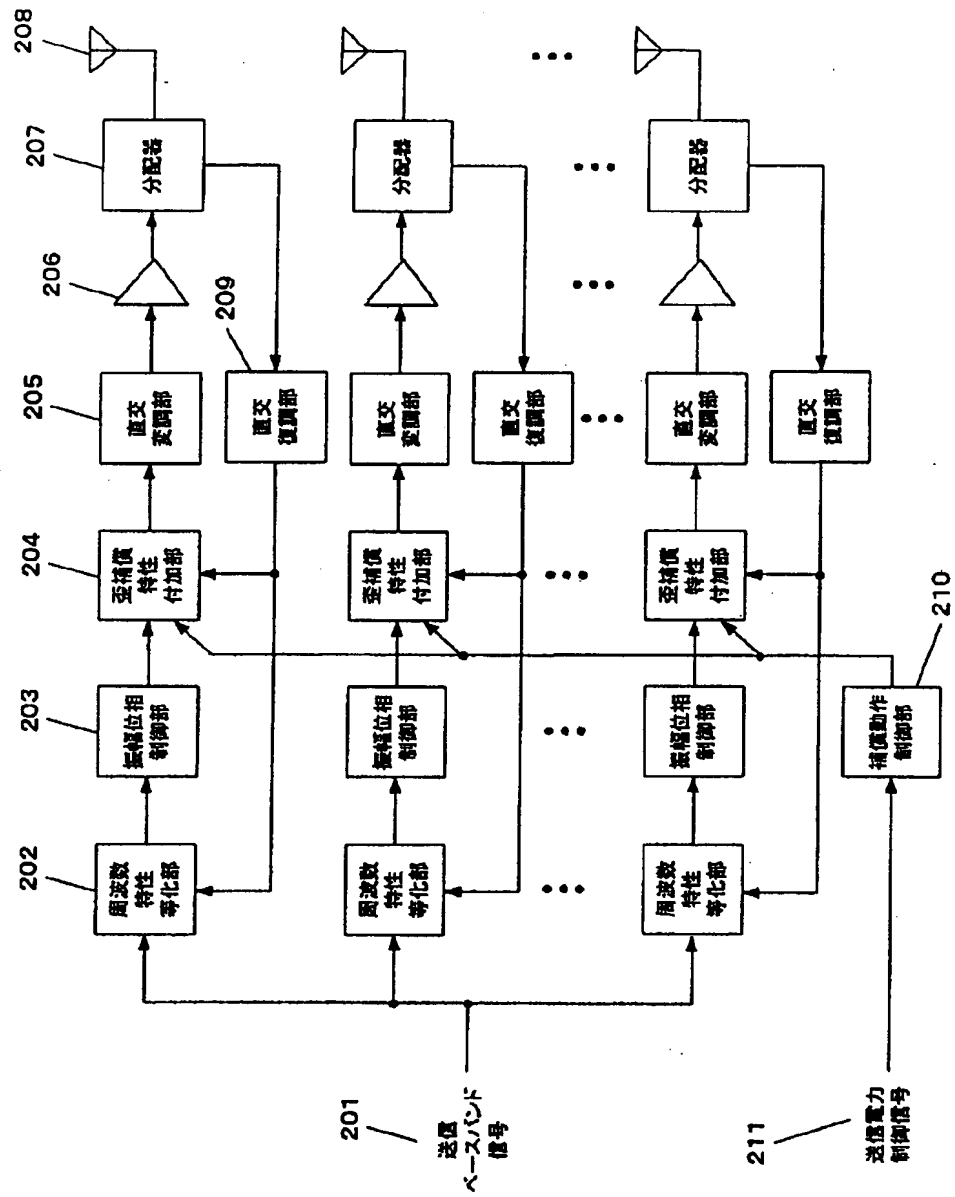 201
送信
ベースバンド
信号
202
周波数
特性
等化部
203
振幅位相
制御部
204
歪補償
特性
付加部
205
直交
変調部
206
207
分配器
208
209
直交
復調部
周波数
特性
等化部
振幅位相
制御部
歪補償
特性
付加部
直交
変調部
分配器
直交
復調部
周波数
特性
等化部
振幅位相
制御部
歪補償
特性
付加部
直交
変調部
分配器
直交
復調部
210
補償動作
制御部
211
送信電力
制御信号